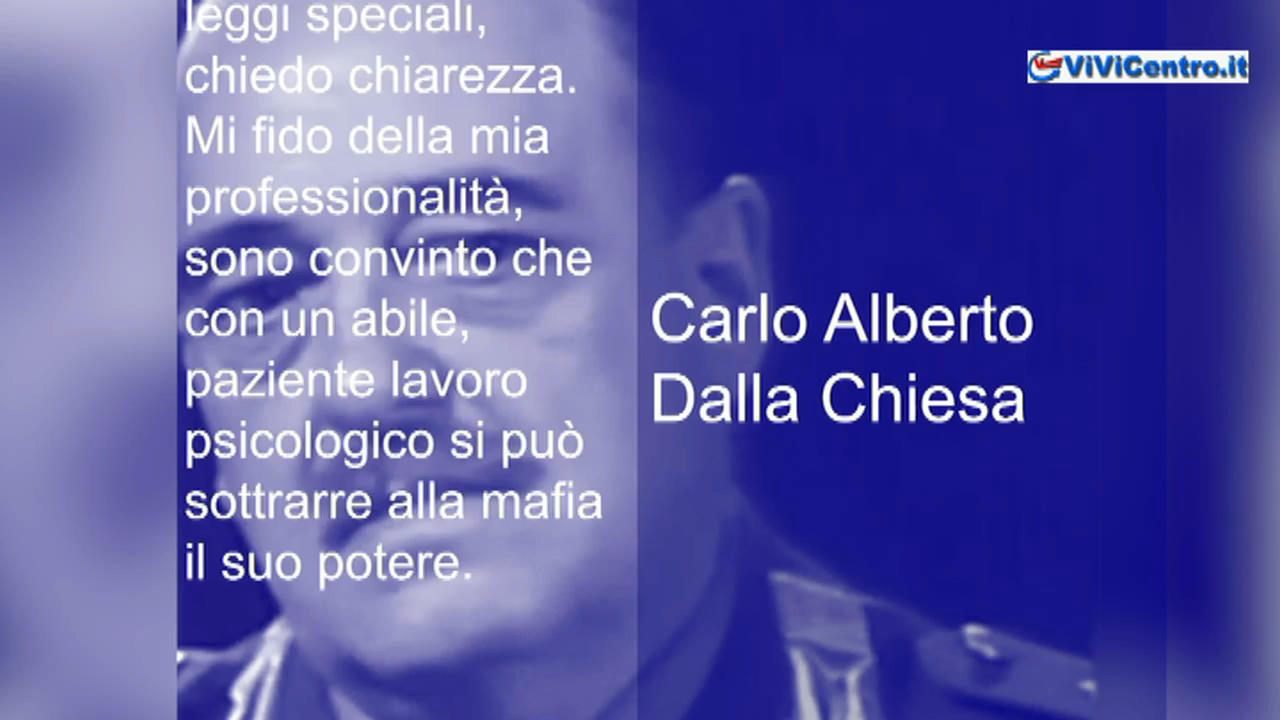 leggi speciali,
chiedo chiarezza.
Mi fido della mia
professionalità,
sono convinto che
con un abile,
paziente lavoro
psicologico si può
sottrarre alla mafia
il suo potere.
Carlo Alberto
Dalla Chiesa
ViViCentro.it